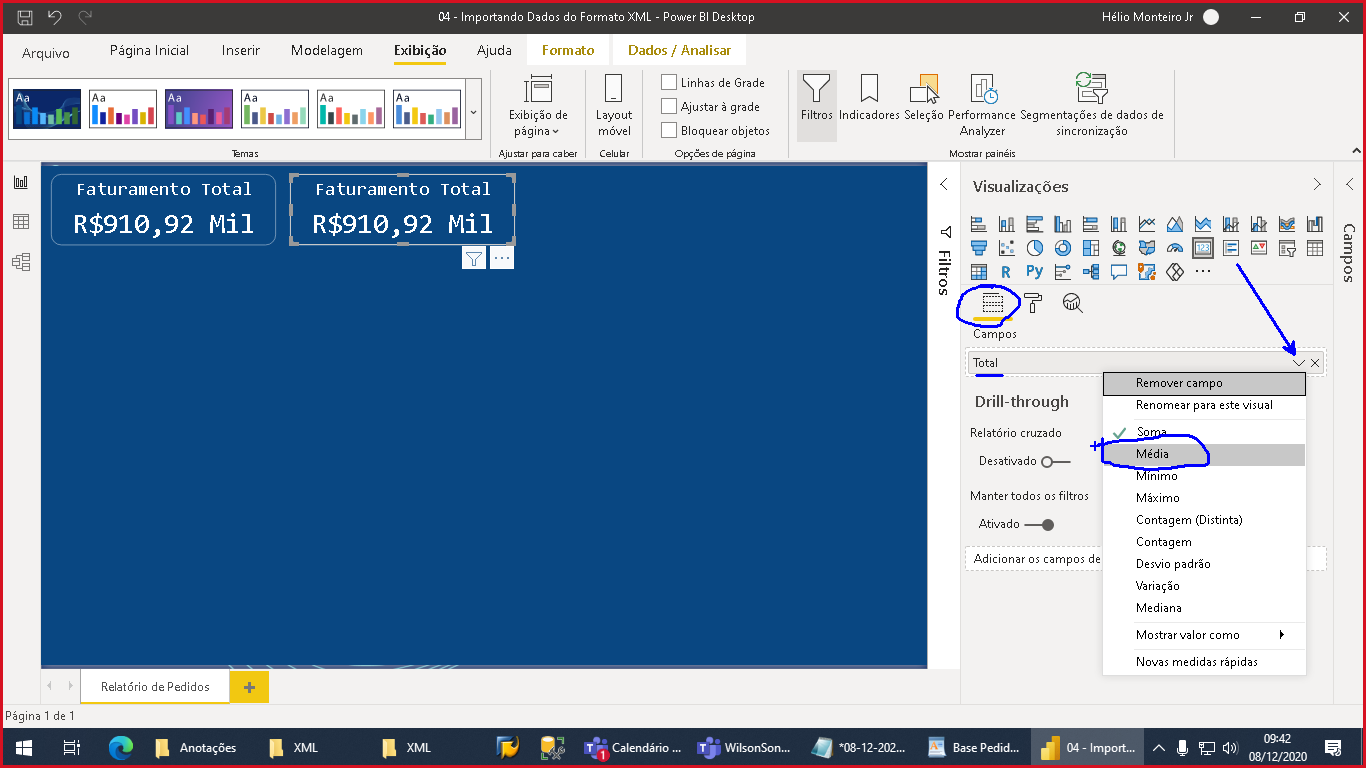 04 - Importando Dados do Formato XML - Power BI Desktop
Hélio Monteiro Jr
Arquivo
Página Inicial
Inserir
Modelagem
Exibição
Ajuda
Formato
Dados / Analisar
Aa
Aa
Aa
Aa
Aa
Aa
Temas
Exibição de
página
Ajustar para caber
Layout
móvel
Celular
Linhas de Grade
Ajustar à grade
Bloquear objetos
Opções de página
Filtros
Indicadores
Seleção
Performance
Analyzer
Segmentações de dados de
sincronização
Mostrar painéis
Faturamento Total
R$910,92 Mil
Faturamento Total
R$910,92 Mil
Filtros
Visualizações
123
R
Py
Campos
Total
Drill-through
Relatório cruzado
Desativado
Manter todos os filtros
Ativado
Adicionar os campos de
Remover campo
Renomear para este visual
Soma
Média
Mínimo
Máximo
Contagem (Distinta)
Contagem
Desvio padrão
Variação
Mediana
Mostrar valor como
Novas medidas rápidas
Campos
Relatório de Pedidos
Página 1 de 1
Anotações
XML
XML
1
Calendário ...
WilsonSon...
*08-12-202...
Base Pedid...
04 - Import...
09:42
08/12/2020